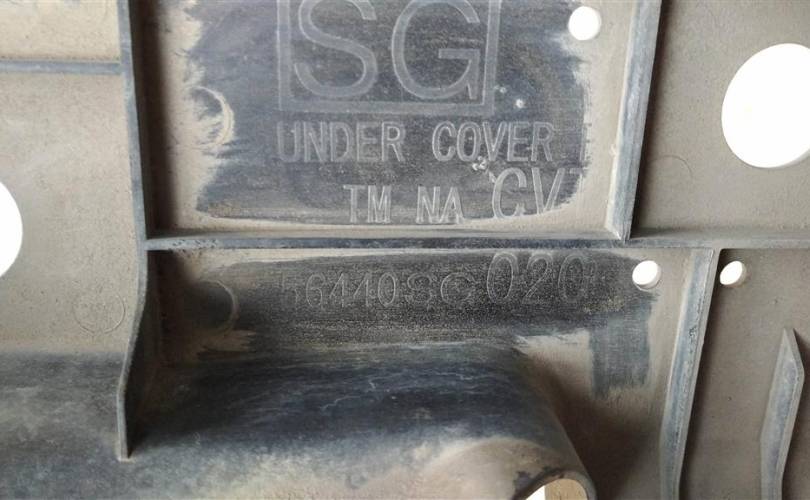 SG
UNDER COVER
TM NA CVT
56440SG020